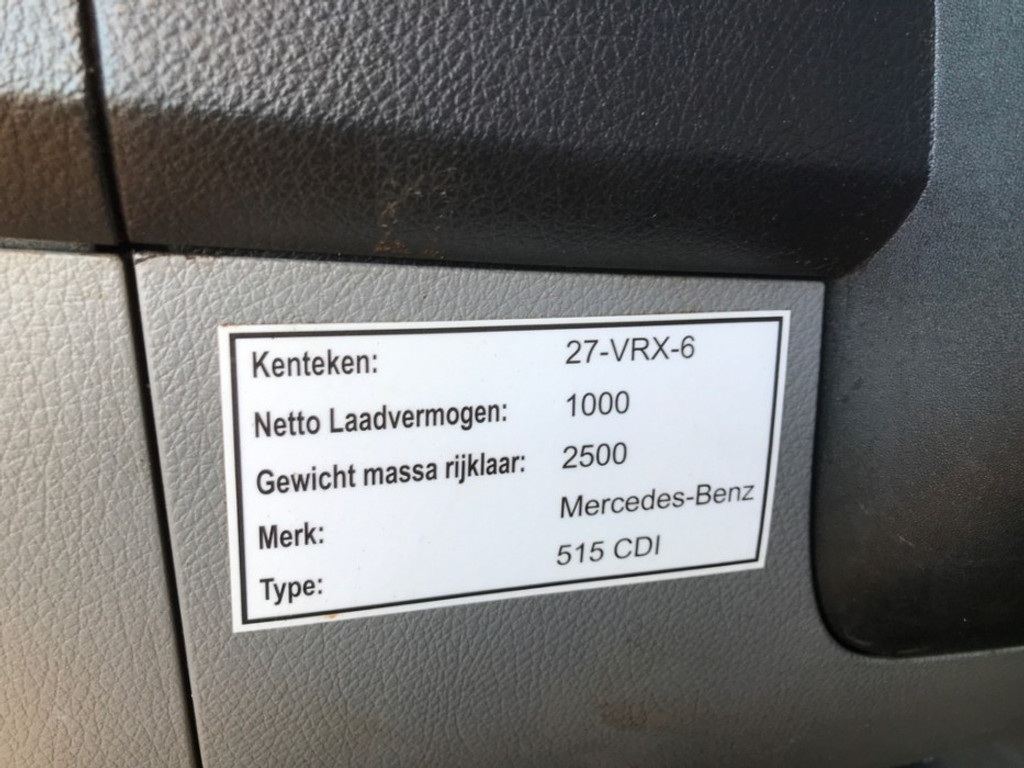 Kenteken: 27-VRX-6
Netto Laadvermogen: 1000
Gewicht massa rijklaar: 2500
Merk: Mercedes-Benz
Type: 515 CDI